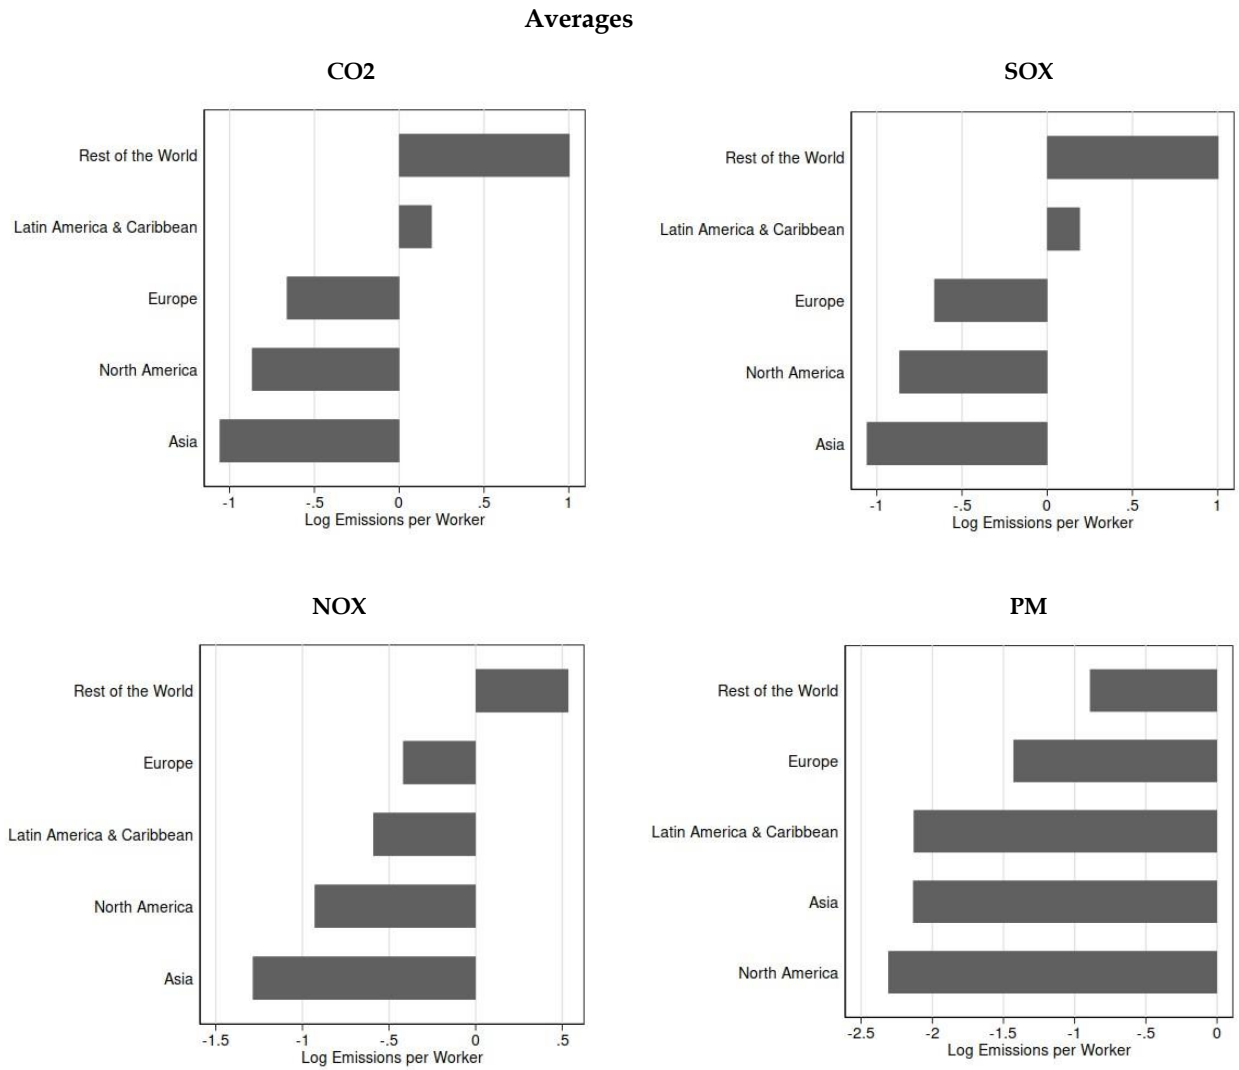 Averages
CO2
Rest of the World
Latin America & Caribbean
Europe
North America
Asia
-1 -.5 0 .5 1
Log Emissions per Worker
SOX
Rest of the World
Latin America & Caribbean
Europe
North America
Asia
-1 -.5 0 .5 1
Log Emissions per Worker
NOX
Rest of the World
Europe
Latin America & Caribbean
North America
Asia
-1.5 -1 -.5 0 .5
Log Emissions per Worker
PM
Rest of the World
Europe
Latin America & Caribbean
Asia
North America
-2.5 -2 -1.5 -1 -.5 0
Log Emissions per Worker